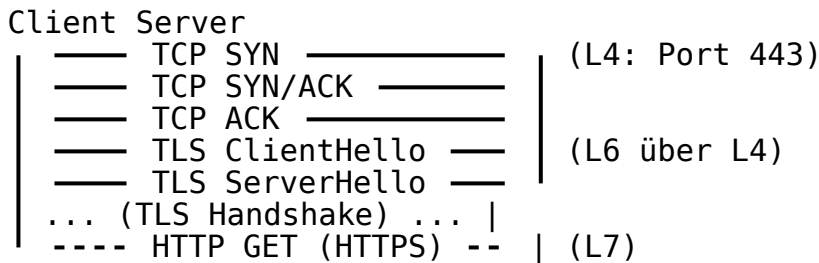 Client Server
TCP SYN (L4: Port 443)
TCP SYN/ACK
TCP ACK
TLS ClientHello (L6 über L4)
TLS ServerHello
... (TLS Handshake) ... |
---- HTTP GET (HTTPS) -- | (L7)